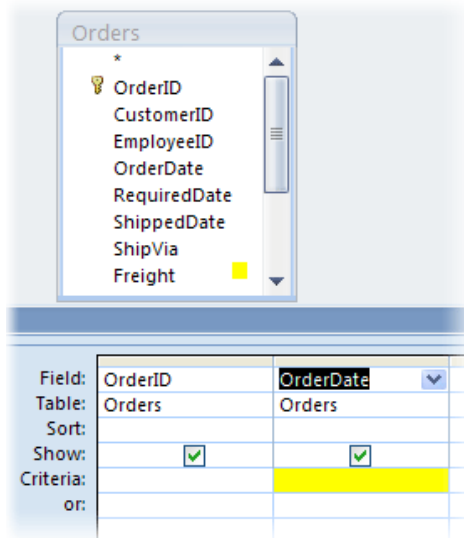 Orders
*
OrderID
CustomerID
EmployeeID
OrderDate
RequiredDate
ShippedDate
ShipVia
Freight
Field: OrderID OrderDate
Table: Orders Orders
Sort:
Show:
Criteria:
or: